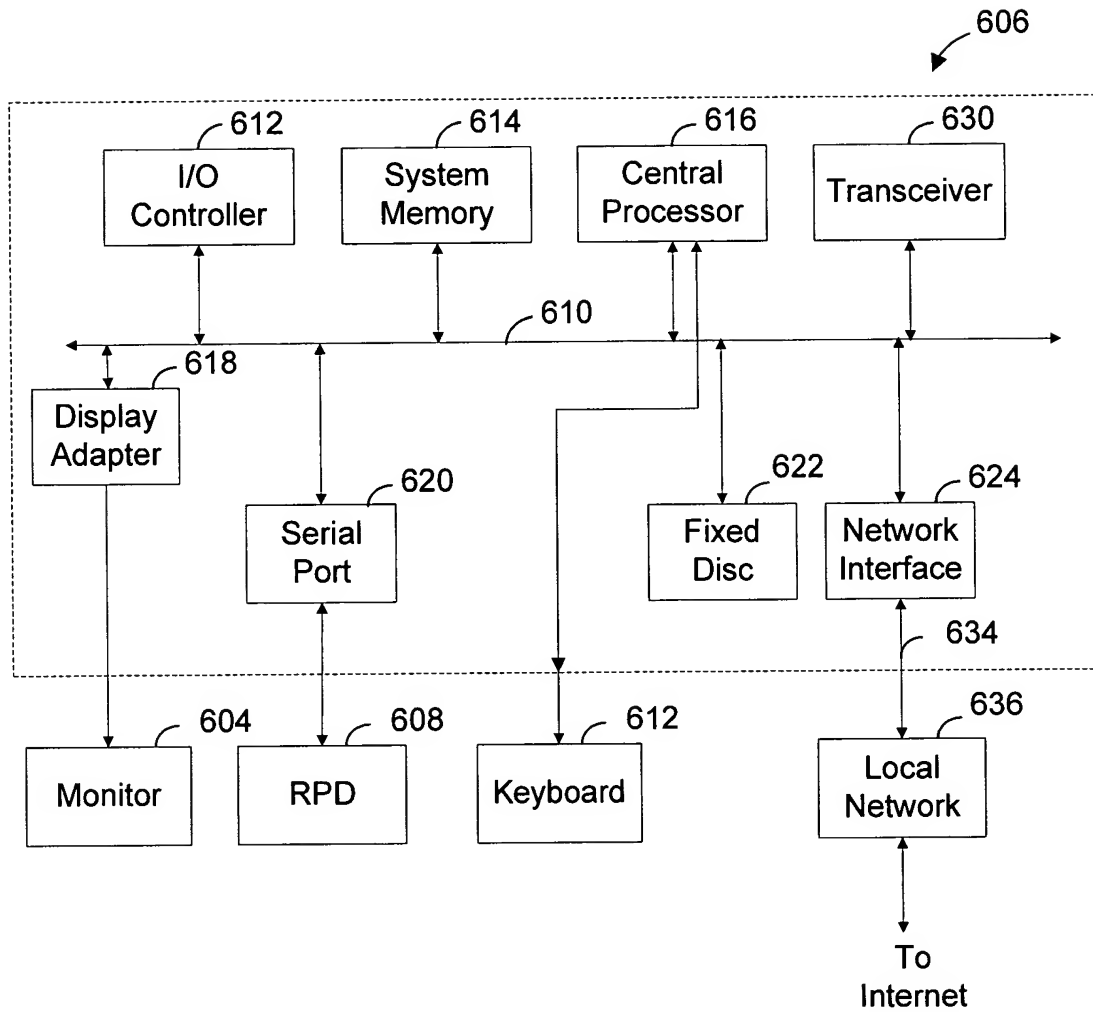 606
612
614
616
630
I/O
Controller
System
Memory
Central
Processor
Transceiver
610
618
Display
Adapter
620
622
624
Serial
Port
Fixed
Disc
Network
Interface
634
604
608
612
636
Monitor
RPD
Keyboard
Local
Network
To
Internet